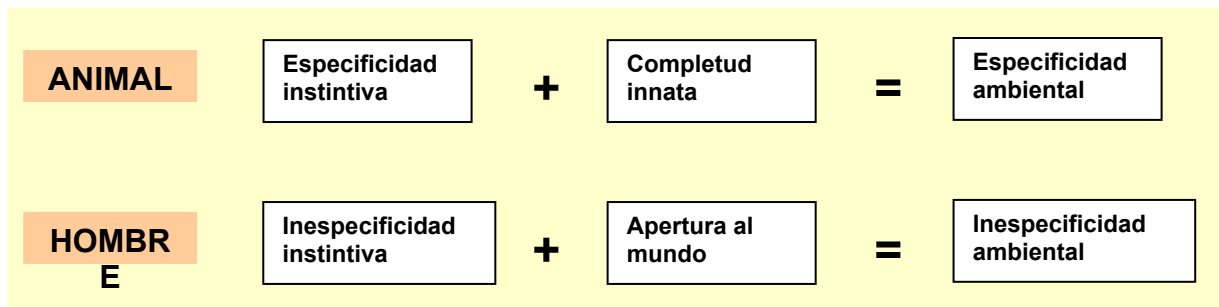 ANIMAL
Especificidad
instintiva
+
Completud
innata
=
Especificidad
ambiental
HOMBR
E
Inespecificidad
instintiva
+
Apertura al
mundo
=
Inespecificidad
ambiental